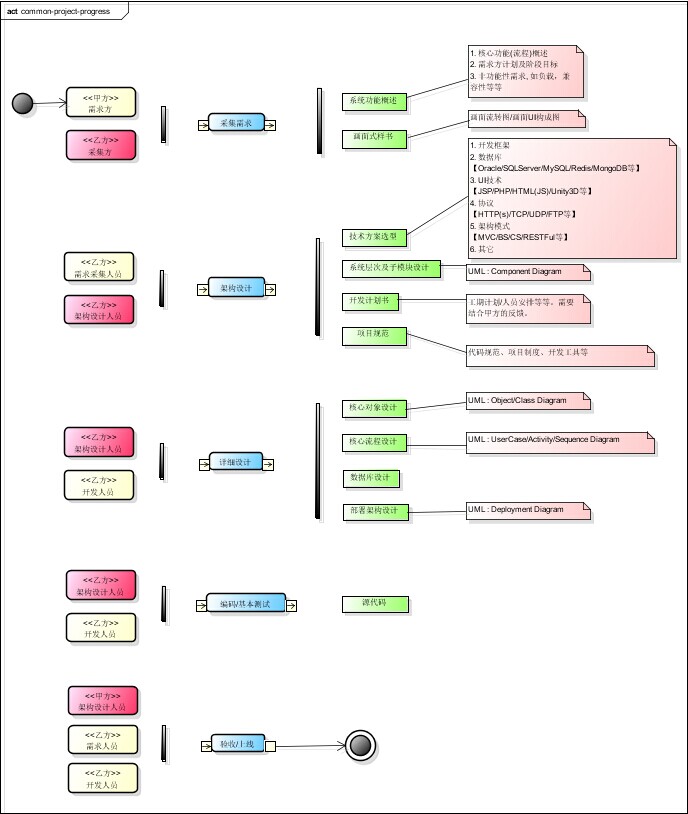 act common-project-progress
<<甲方>>
需求方
<<乙方>>
采集方
采集需求
系统功能概述
画面式样书
1. 核心功能(流程)概述
2. 需求方计划及阶段目标
3. 非功能性需求, 如负载，兼
容性等等
画面流转图/画面UI构成图
1. 开发框架
2. 数据库
【Oracle/SQLServer/MySQL/Redis/MongoDB等】
3. UI技术
【JSP/PHP/HTML(JS)/Unity3D等】
4. 协议
【HTTP(s)/TCP/UDP/FTP等】
5. 架构模式
【MVC/BS/CS/RESTFul等】
6. 其它
<<乙方>>
需求采集人员
<<乙方>>
架构设计人员
架构设计
技术方案选型
系统层次及子模块设计
开发计划书
项目规范
UML : Component Diagram
工期计划/人员安排等等，需要
结合甲方的反馈。
代码规范、项目制度、开发工具等
<<乙方>>
架构设计人员
<<乙方>>
开发人员
详细设计
核心对象设计
核心流程设计
数据库设计
部署架构设计
UML : Object/Class Diagram
UML : UserCase/Activity/Sequence Diagram
UML : Deployment Diagram
<<乙方>>
架构设计人员
<<乙方>>
开发人员
编码/基本测试
源代码
<<甲方>>
架构设计人员
<<乙方>>
需求人员
<<乙方>>
开发人员
验收/上线